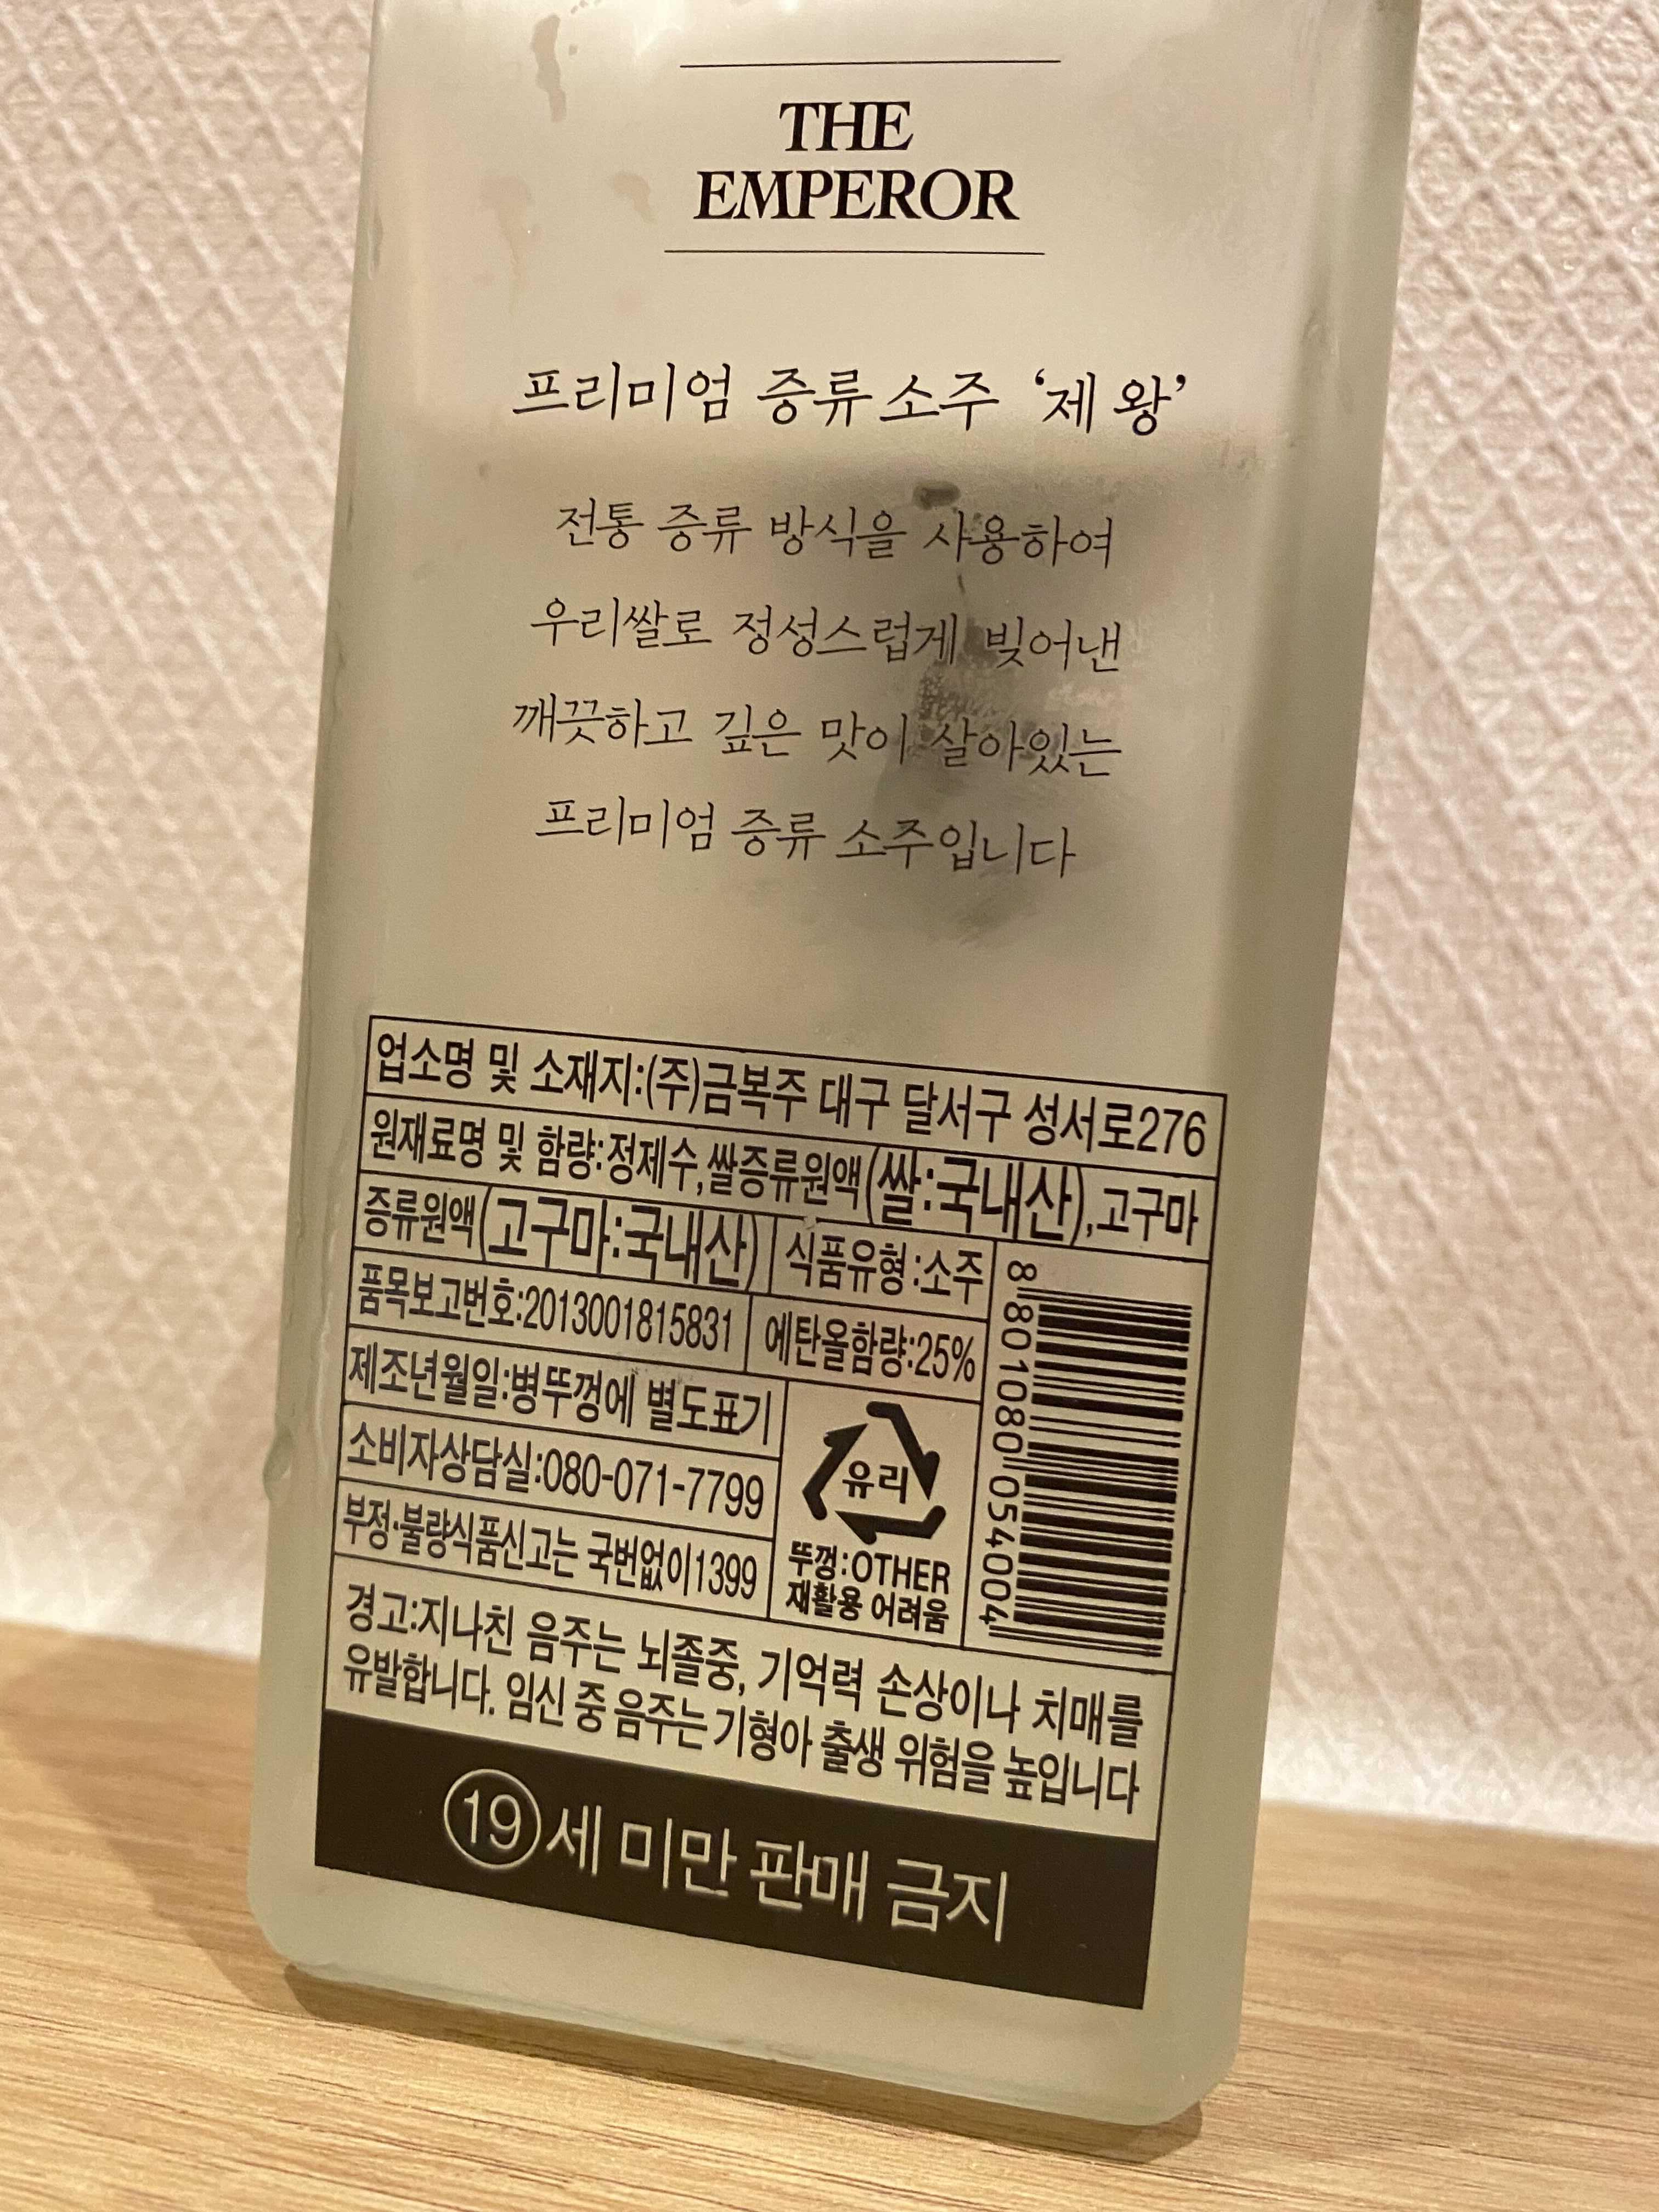 THE
EMPEROR
프리미엄 증류소주 ‘제왕’
전통 증류 방식을 사용하여
우리쌀로 정성스럽게 빚어낸
깨끗하고 깊은 맛이 살아있는
프리미엄 증류 소주입니다
업소명 및 소재지:(주)금복주 대구 달서구 성서로276
원재료명 및 함량:정제수,쌀증류원액(쌀:국내산),고구마
증류원액(고구마:국내산) 식품유형:소주
품목보고번호:2013001815831 에탄올함량:25%
제조년월일:병뚜껑에 별도표기
소비자상담실:080-071-7799
부정·불량식품신고는 국번없이1399
유리
뚜껑:OTHER
재활용 어려움
8 801080 054004
경고:지나친 음주는 뇌졸중, 기억력 손상이나 치매를
유발합니다. 임신 중 음주는 기형아 출생 위험을 높입니다
19세 미만 판매 금지